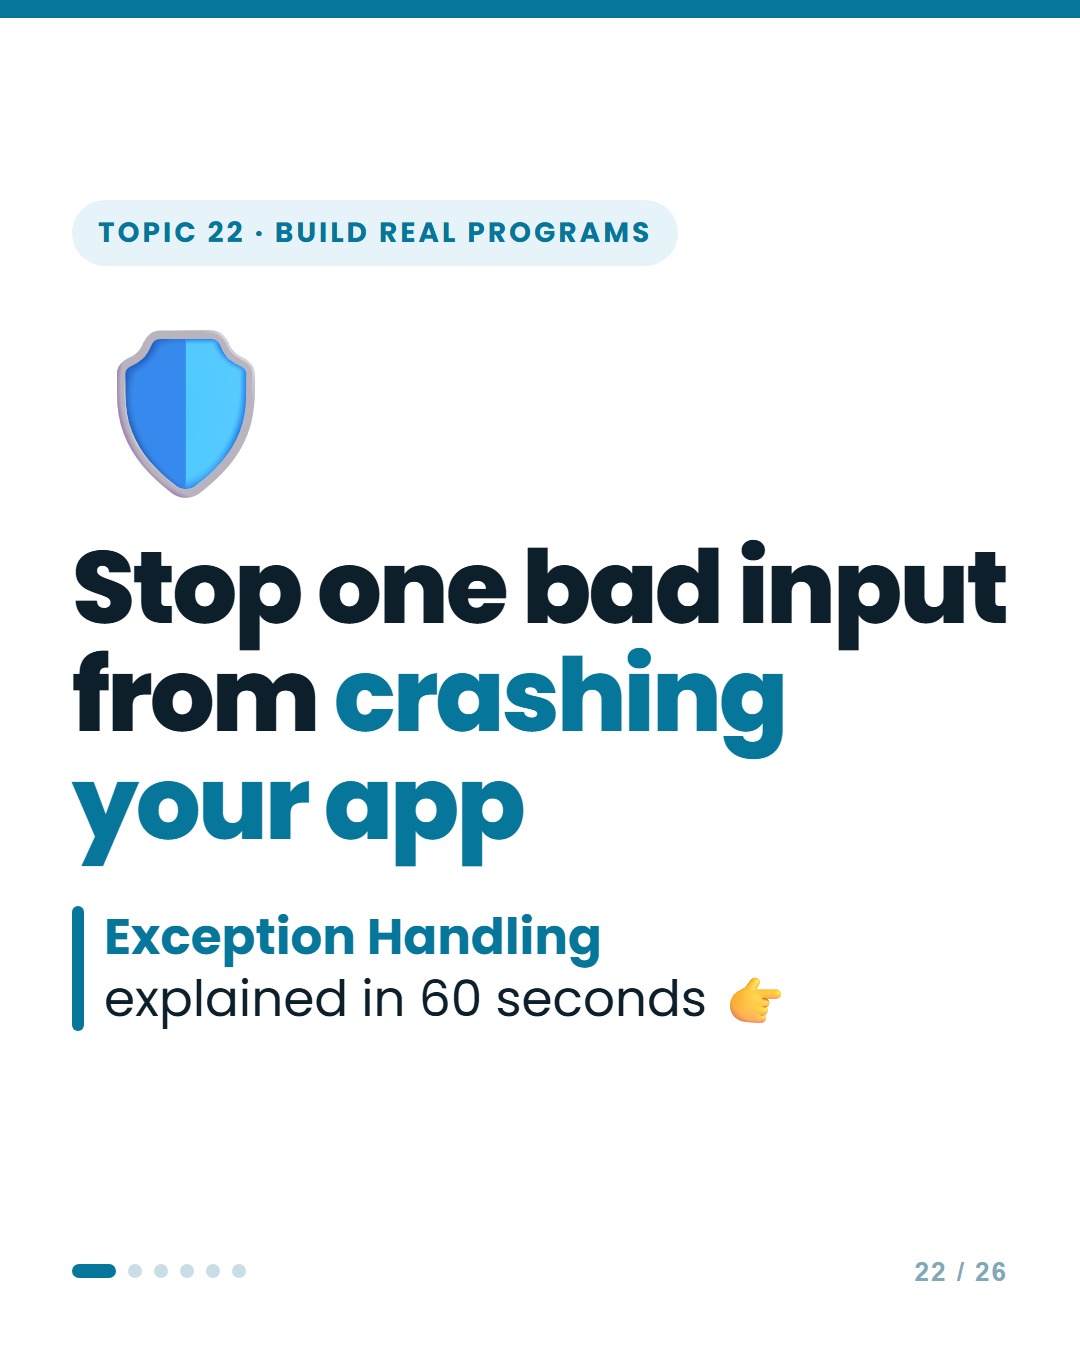 TOPIC 22 · BUILD REAL PROGRAMS
Stop one bad input
from crashing
your app
Exception Handling
explained in 60 seconds 👉
22 / 26